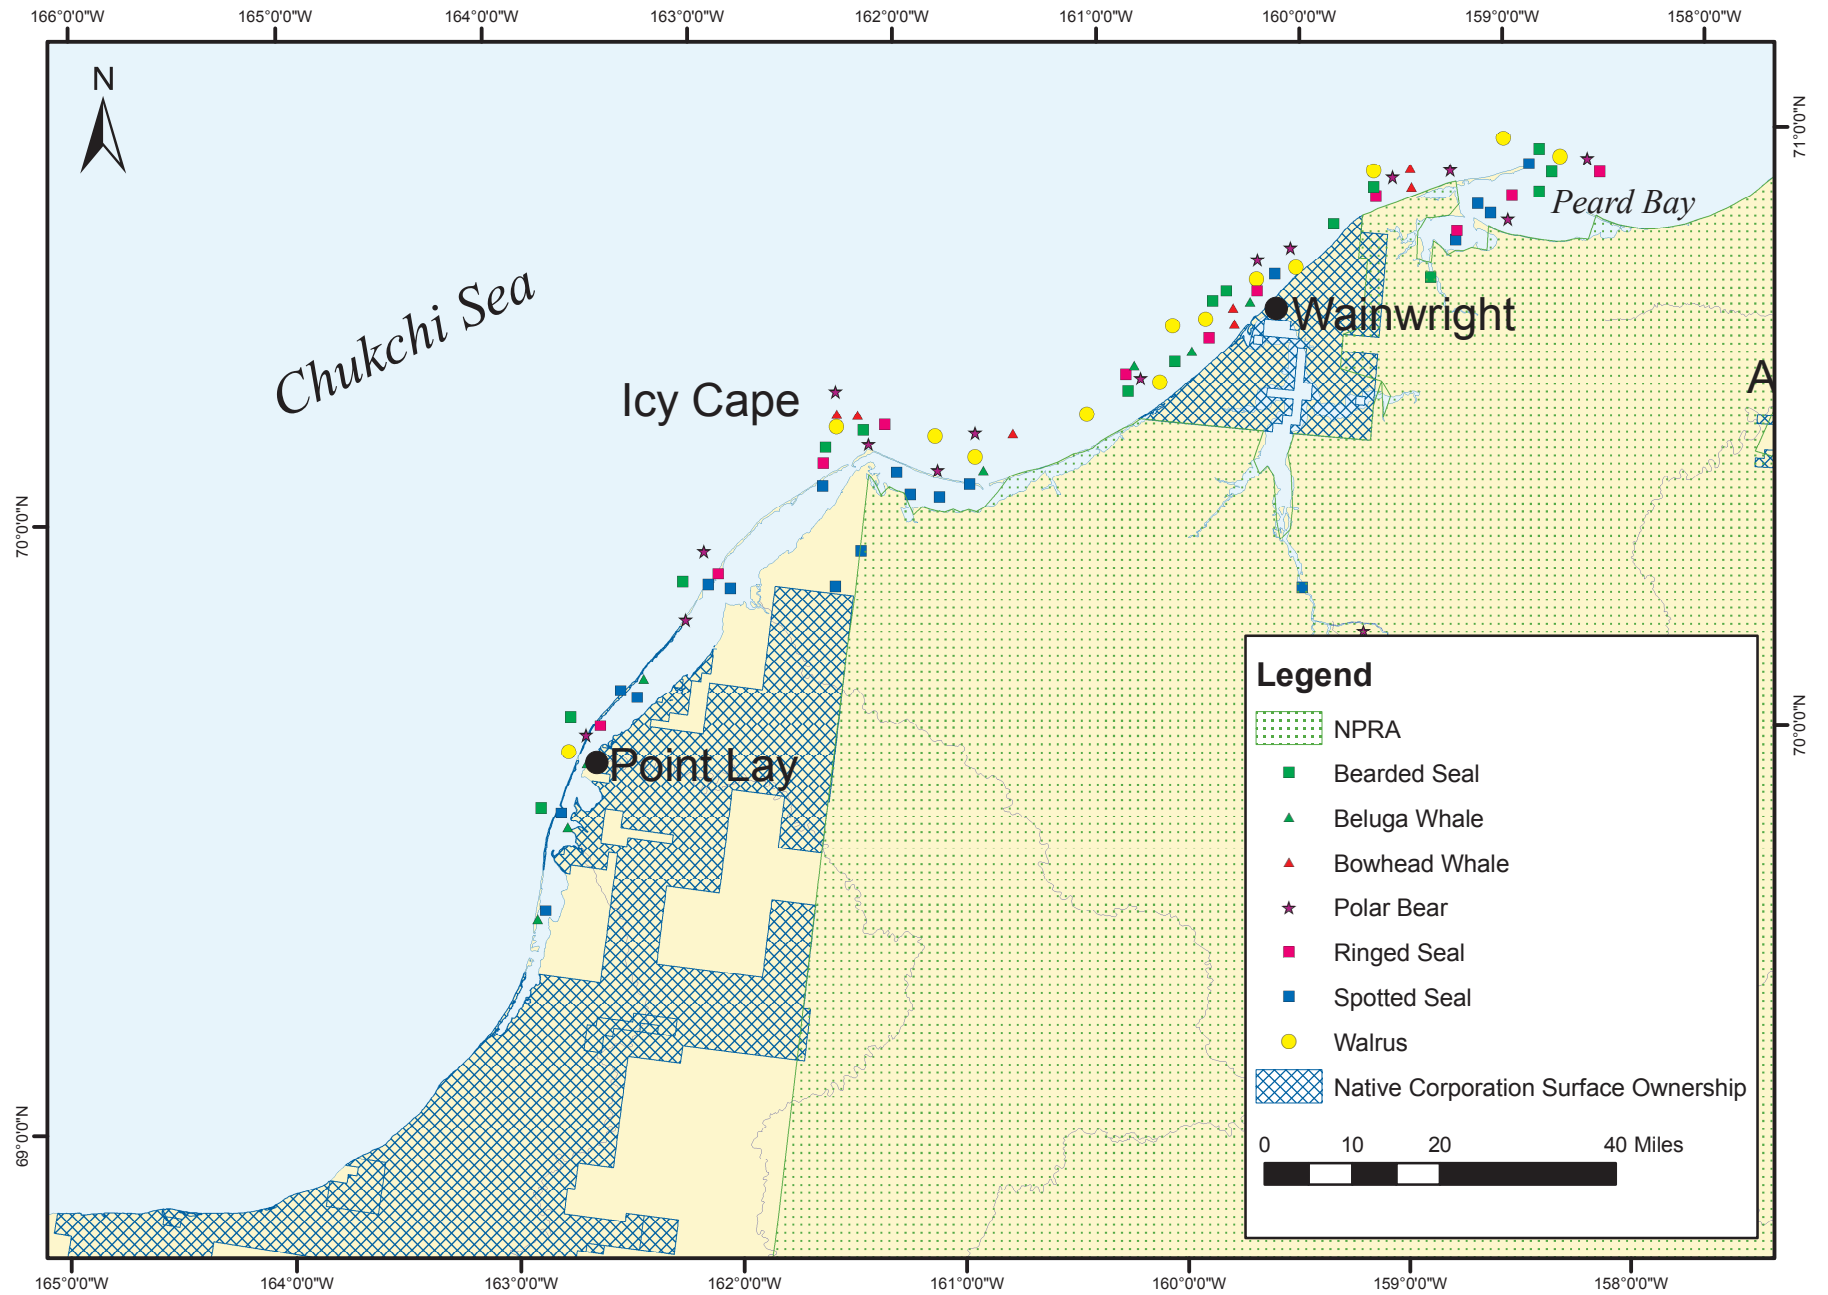 166°0'0"W 165°0'0"W 164°0'0"W 163°0'0"W 162°0'0"W 161°0'0"W 160°0'0"W 159°0'0"W 158°0'0"W
N
71°0'0"N
Peard Bay
Chukchi Sea
Wainwright
Icy Cape
A
70°0'0"N
Legend
NPRA
70°0'0"N
Point Lay
Bearded Seal
Beluga Whale
Bowhead Whale
Polar Bear
Ringed Seal
Spotted Seal
Walrus
Native Corporation Surface Ownership
69°0'0"N
0 10 20 40 Miles
165°0'0"W 164°0'0"W 163°0'0"W 162°0'0"W 161°0'0"W 160°0'0"W 159°0'0"W 158°0'0"W